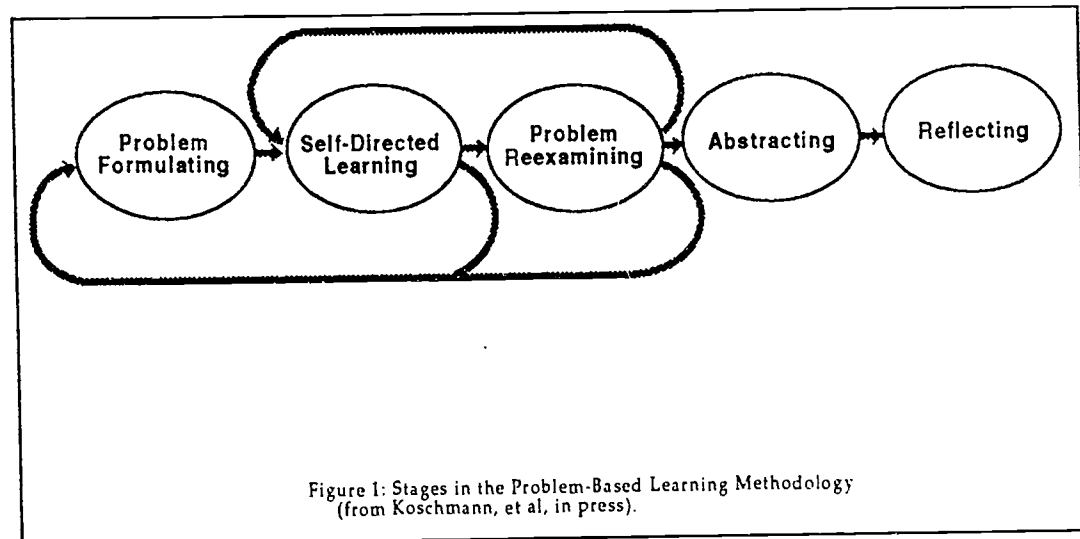 Problem
Formulating
Self-Directed
Learning
Problem
Reexamining
Abstracting
Reflecting
Figure 1: Stages in the Problem-Based Learning Methodology
(from Koschmann, et al, in press).